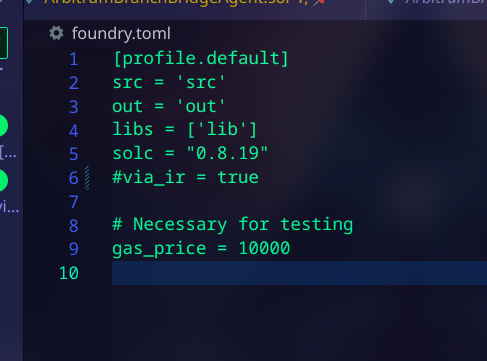 ArbitrumBranchBridgeAgent.sol 1,
foundry.toml
1 [profile.default]
2 src = 'src'
3 out = 'out'
4 libs = ['lib']
5 solc = "0.8.19"
6 #via_ir = true
7
8 # Necessary for testing
9 gas_price = 10000
10